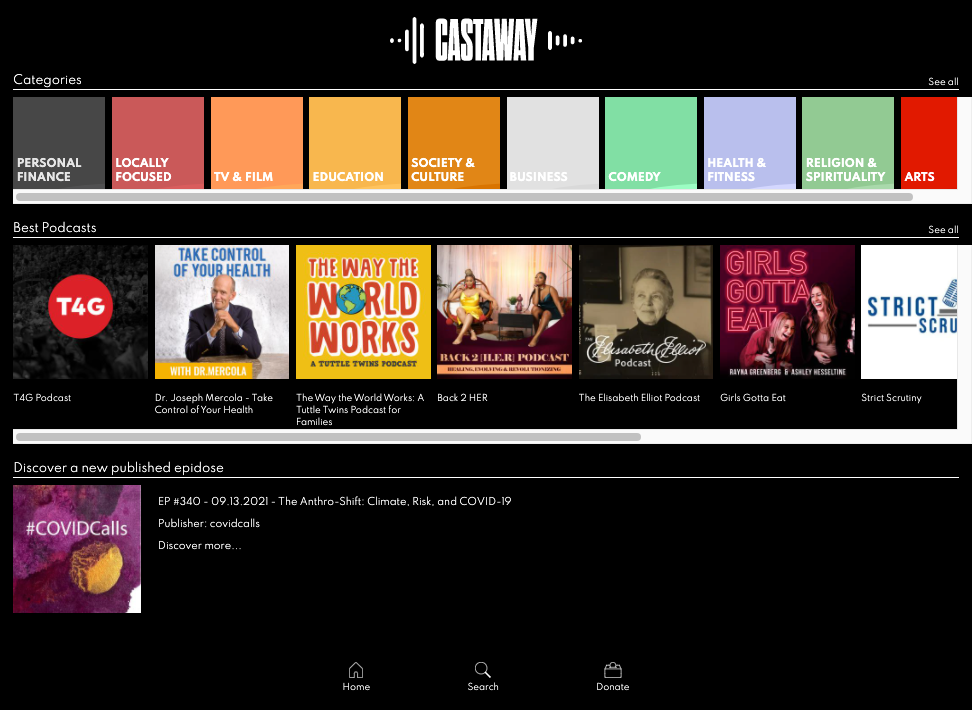 CASTAWAY
Categories
See all
PERSONAL
FINANCE
LOCALLY
FOCUSED
TV & FILM
EDUCATION
SOCIETY &
CULTURE
BUSINESS
COMEDY
HEALTH &
FITNESS
RELIGION &
SPIRITUALITY
ARTS
Best Podcasts
See all
T4G
TAKE CONTROL
OF YOUR HEALTH
WITH DR.MERCOLA
THE WAY THE
WORLD
WORKS
A TUTTLE TWINS PODCAST
BACK 2 [H.E.R] PODCAST
HEALING, EVOLVING & REVOLUTIONIZING
THE
Elisabeth Elliot
Podcast
GIRLS
GOTTA
EAT
RAYNA GREENBERG & ASHLEY HESSELTINE
STRICT
SCRU
T4G Podcast
Dr. Joseph Mercola - Take
Control of Your Health
The Way the World Works: A
Tuttle Twins Podcast for
Families
Back 2 HER
The Elisabeth Elliot Podcast
Girls Gotta Eat
Strict Scrutiny
Discover a new published epidose
#COVIDCalls
EP #340 - 09.13.2021 - The Anthro-Shift: Climate, Risk, and COVID-19
Publisher: covidcalls
Discover more...
Home
Search
Donate